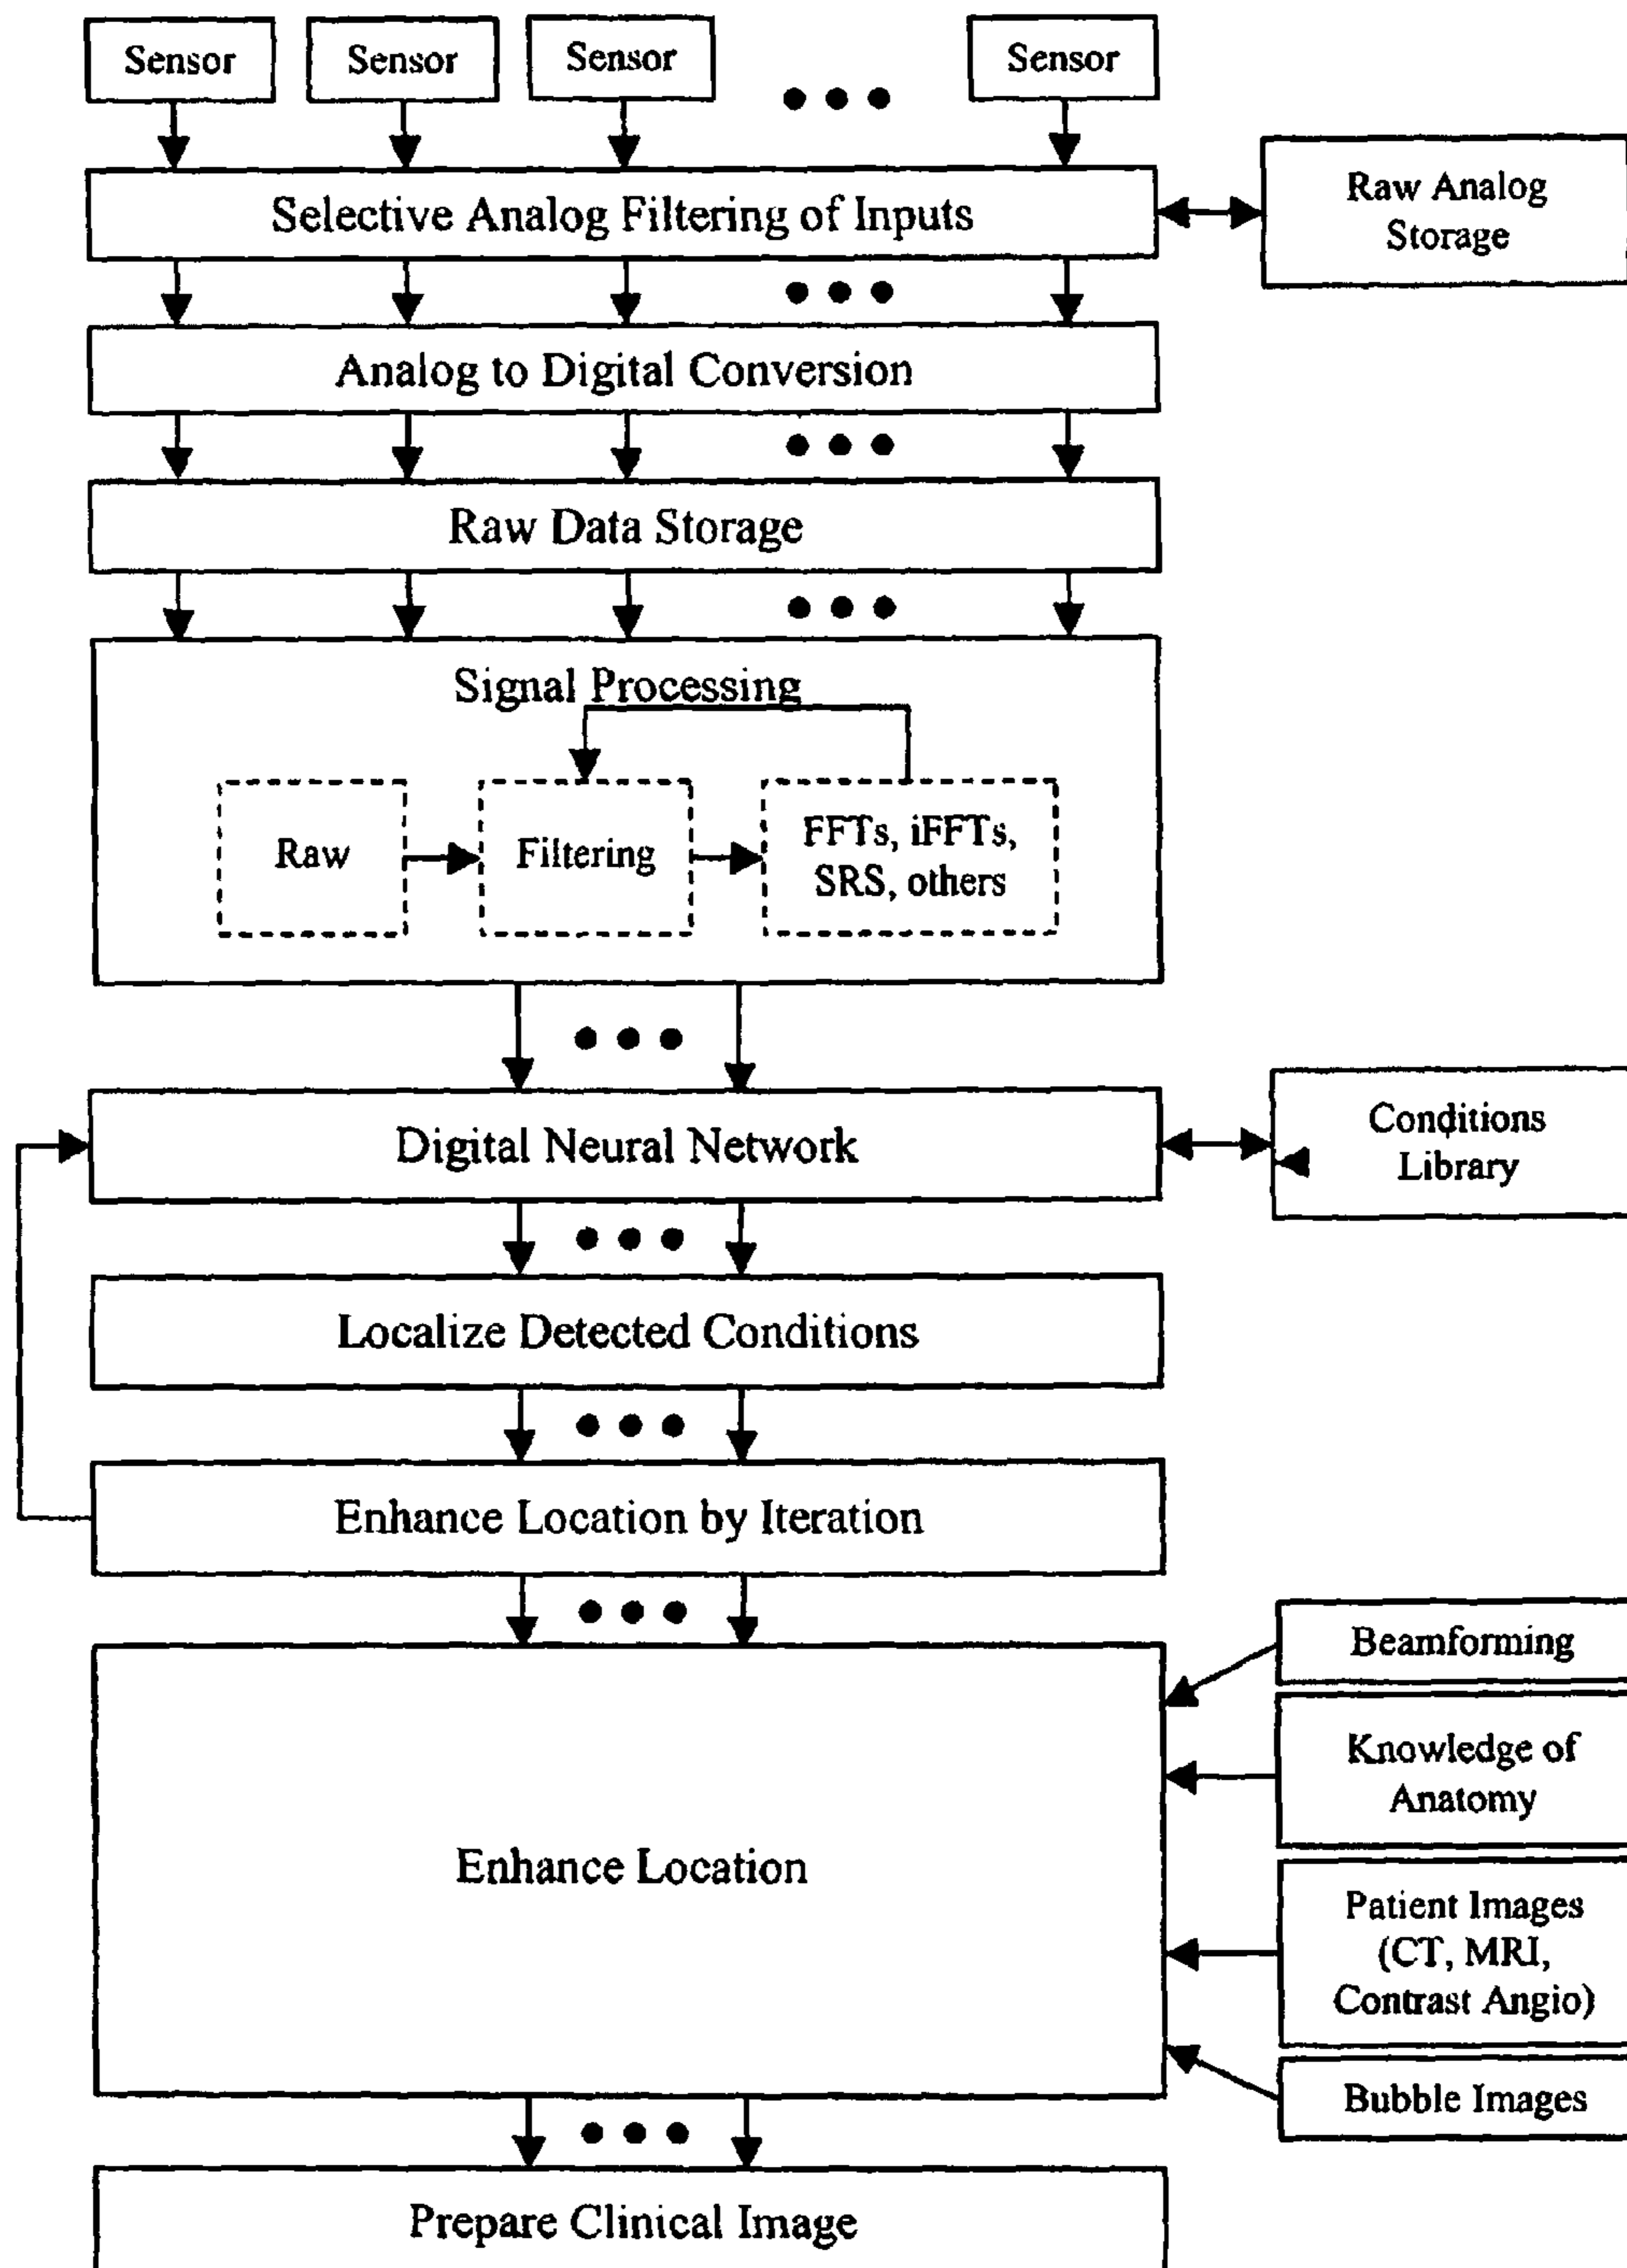 Sensor Sensor Sensor Sensor
Selective Analog Filtering of Inputs
Raw Analog
Storage
Analog to Digital Conversion
Raw Data Storage
Signal Processing
Raw
Filtering
FFTs, iFFTs,
SRS, others
Digital Neural Network
Conditions
Library
Localize Detected Conditions
Enhance Location by Iteration
Enhance Location
Beamforming
Knowledge of
Anatomy
Patient Images
(CT, MRI,
Contrast Angio)
Bubble Images
Prepare Clinical Image